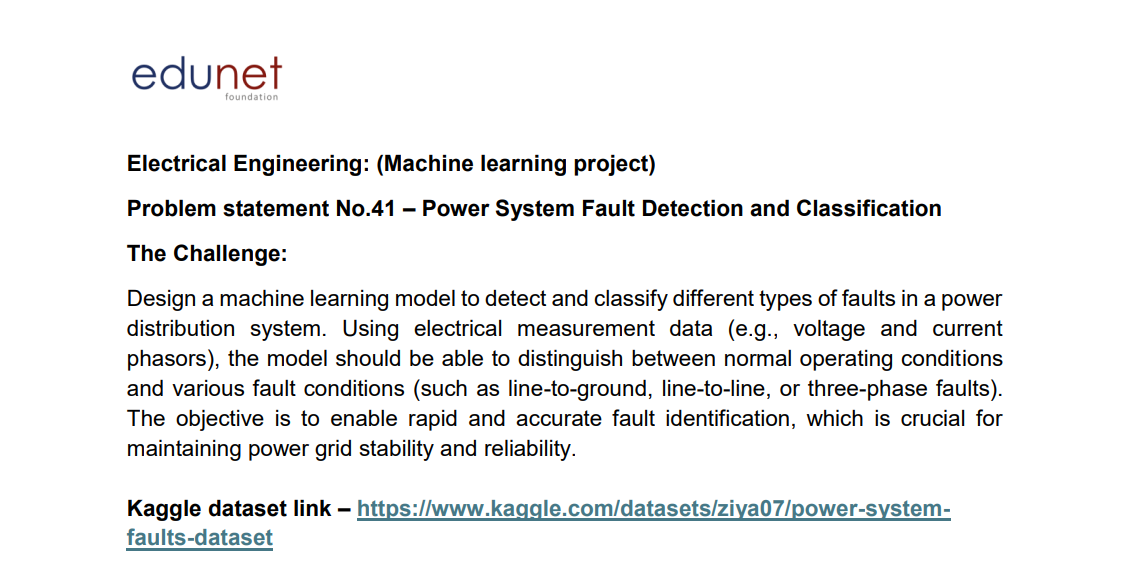 edunet
foundation
Electrical Engineering: (Machine learning project)
Problem statement No.41 – Power System Fault Detection and Classification
The Challenge:
Design a machine learning model to detect and classify different types of faults in a power
distribution system. Using electrical measurement data (e.g., voltage and current
phasors), the model should be able to distinguish between normal operating conditions
and various fault conditions (such as line-to-ground, line-to-line, or three-phase faults).
The objective is to enable rapid and accurate fault identification, which is crucial for
maintaining power grid stability and reliability.
Kaggle dataset link – https://www.kaggle.com/datasets/ziya07/power-system-
faults-dataset